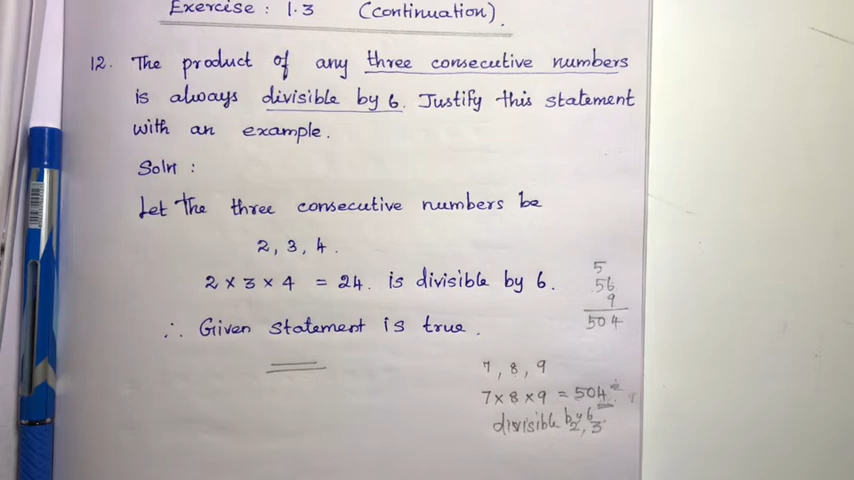 Exercise : 1.3 (continuation).
12. The product of any three consecutive numbers
is always divisible by 6. Justify this statement
with an example.
Soln :
Let The three consecutive numbers be
2, 3, 4.
2 × 3 × 4 = 24. is divisible by 6.
∴ Given statement is true.
5
56
9
504
7, 8, 9
7 × 8 × 9 = 504
divisible by 6
2, 3